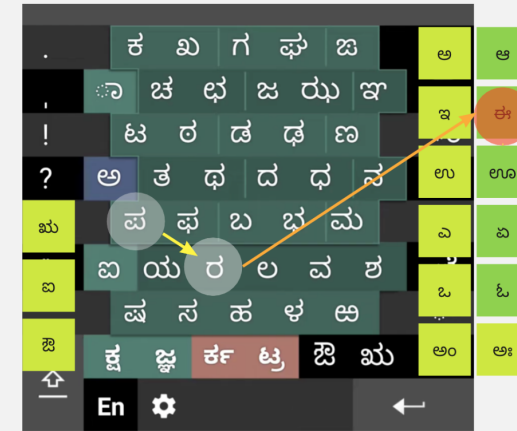 . ಕ ಖ ಗ ಘ ಙ ಅ ಆ
, ಾ ಚ ಛ ಜ ಝ ಞ ಇ ಈ
! ಟ ಠ ಡ ಢ ಣ
? ಅ ತ ಥ ದ ಧ ನ ಉ ಊ
ಋ ಪ ಫ ಬ ಭ ಮ ಎ ಏ
ಐ ಐ ಯ ರ ಲ ವ ಶ ಒ ಓ
ಷ ಸ ಹ ಳ ಱ
ಔ ಕ್ಷ ಜ್ಞ ರ್ಕ ಟ್ರ ಔ ಋ ಅಂ ಅಃ
En